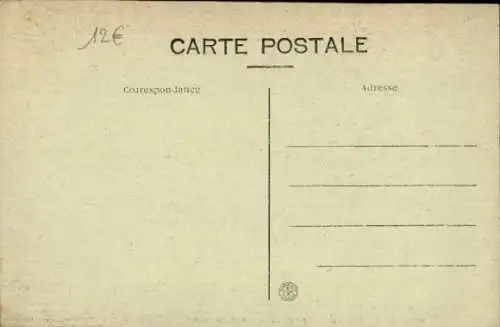 12€
CARTE POSTALE
Correspondance
Adresse